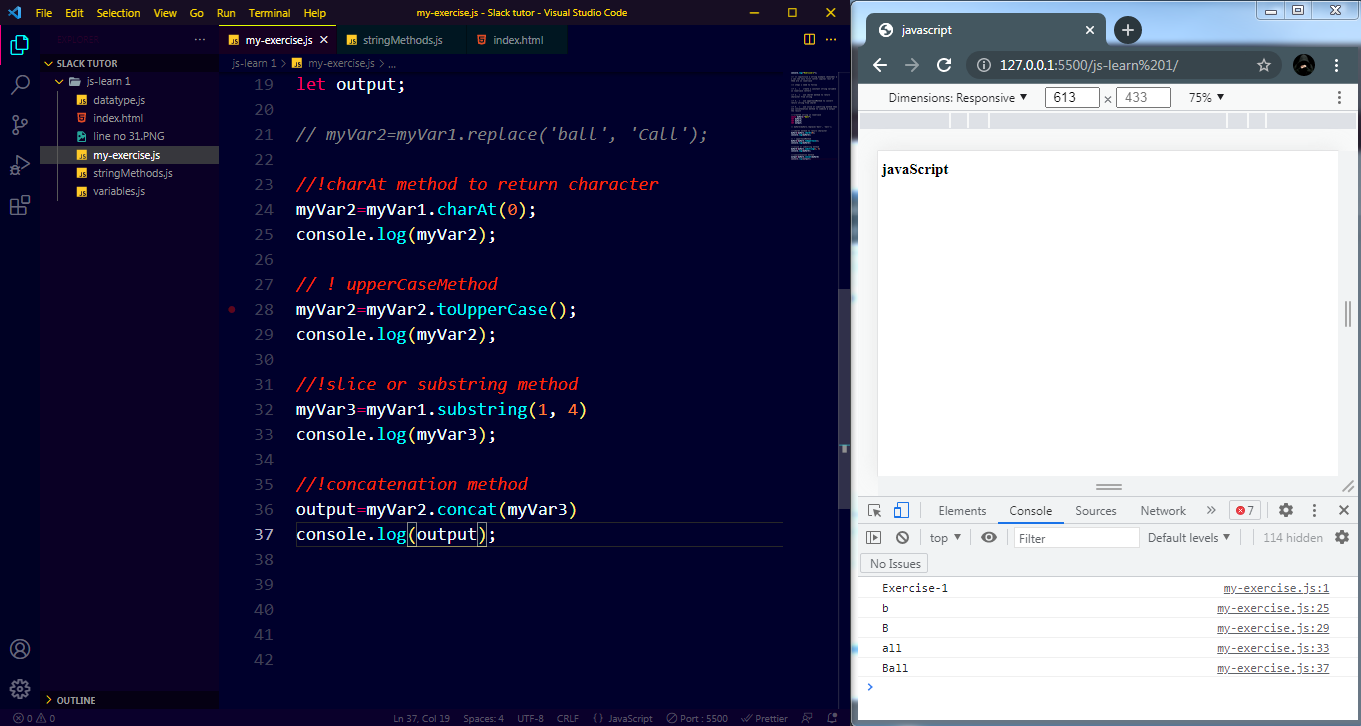 File Edit Selection View Go Run Terminal Help
my-exercise.js - Slack tutor - Visual Studio Code
my-exercise.js
stringMethods.js
index.html
SLACK TUTOR
js-learn 1
datatype.js
index.html
line no 31.PNG
my-exercise.js
stringMethods.js
variables.js
OUTLINE
js-learn 1 > my-exercise.js > ...
19 let output;
20
21 // myVar2=myVar1.replace('ball', 'Call');
22
23 //!charAt method to return character
24 myVar2=myVar1.charAt(0);
25 console.log(myVar2);
26
27 // ! upperCaseMethod
28 myVar2=myVar2.toUpperCase();
29 console.log(myVar2);
30
31 //!slice or substring method
32 myVar3=myVar1.substring(1, 4)
33 console.log(myVar3);
34
35 //!concatenation method
36 output=myVar2.concat(myVar3)
37 console.log(output);
38
39
40
41
42
0 0
Ln 37, Col 19 Spaces: 4 UTF-8 CRLF {} JavaScript Port : 5500 Prettier
javascript
127.0.0.1:5500/js-learn%201/
Dimensions: Responsive 613 × 433 75%
javaScript
Elements Console Sources Network » 7
top Filter Default levels 114 hidden
No Issues
Exercise-1 my-exercise.js:1
b my-exercise.js:25
B my-exercise.js:29
all my-exercise.js:33
Ball my-exercise.js:37